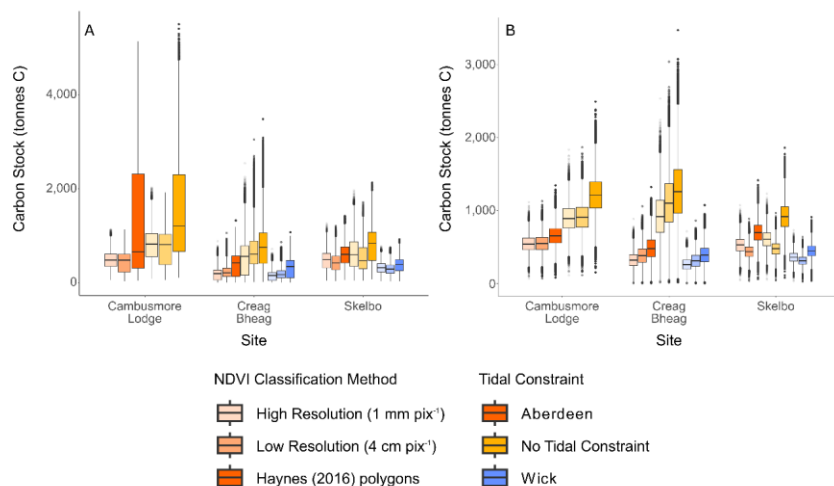 A
B
Carbon Stock (tonnes C)
4,000
2,000
0
Cambusmore
Lodge
Creag
Bheag
Skelbo
Site
Carbon Stock (tonnes C)
3,000
2,000
1,000
0
Cambusmore
Lodge
Creag
Bheag
Skelbo
Site
NDVI Classification Method
High Resolution (1 mm pix⁻¹)
Low Resolution (4 cm pix⁻¹)
Haynes (2016) polygons
Tidal Constraint
Aberdeen
No Tidal Constraint
Wick